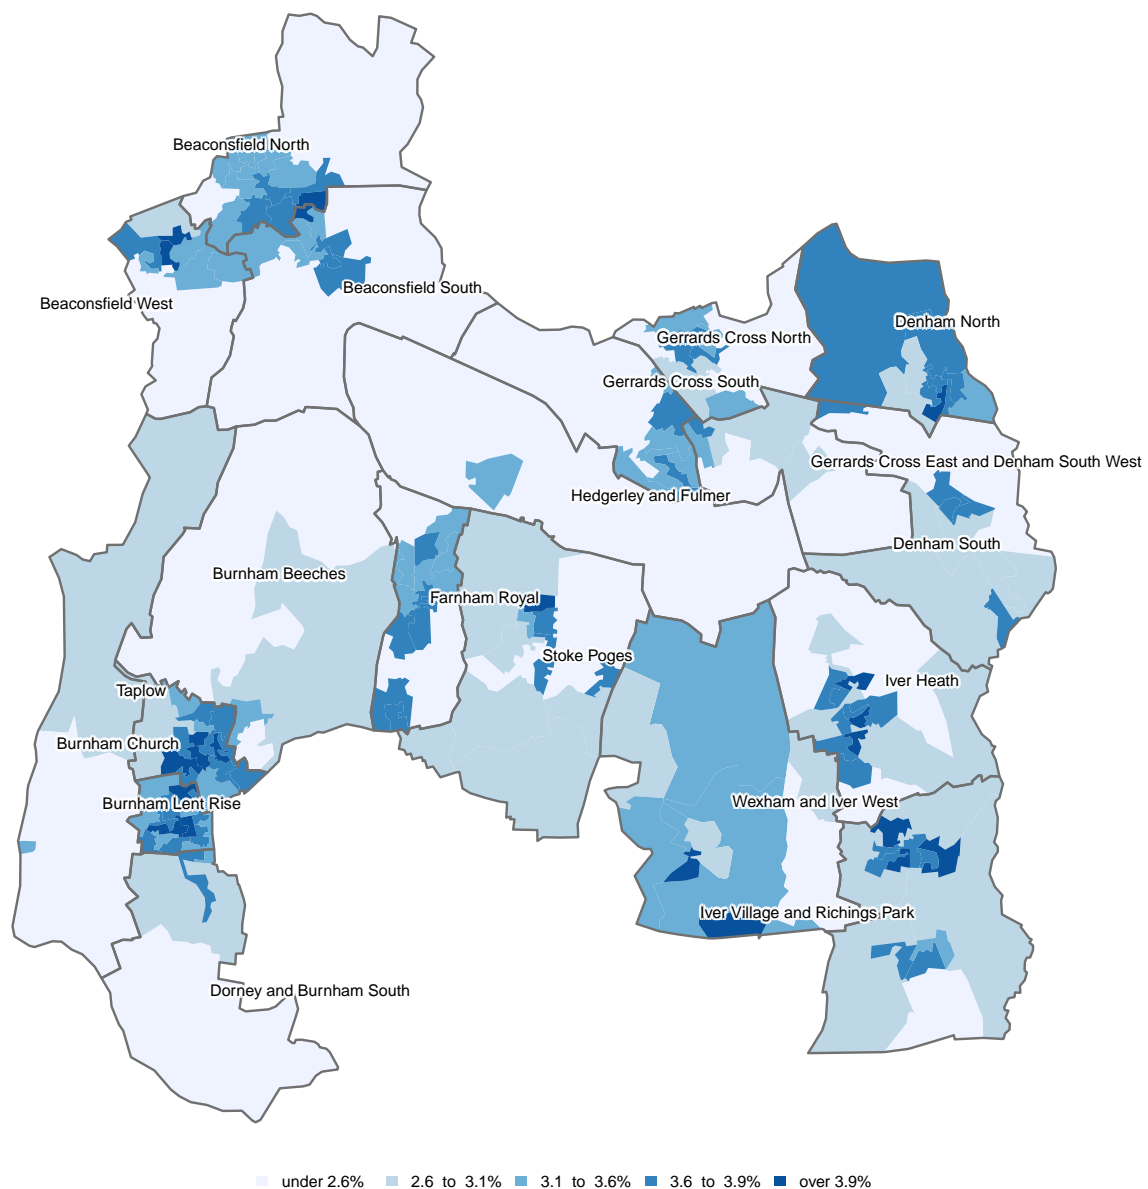 Beaconsfield North
Beaconsfield South
Beaconsfield West
Denham North
Gerrards Cross North
Gerrards Cross South
Gerrards Cross East and Denham South West
Hedgerley and Fulmer
Denham South
Burnham Beeches
Farnham Royal
Stoke Poges
Iver Heath
Taplow
Burnham Church
Wexham and Iver West
Burnham Lent Rise
Iver Village and Richings Park
Dorney and Burnham South
under 2.6% 2.6 to 3.1% 3.1 to 3.6% 3.6 to 3.9% over 3.9%